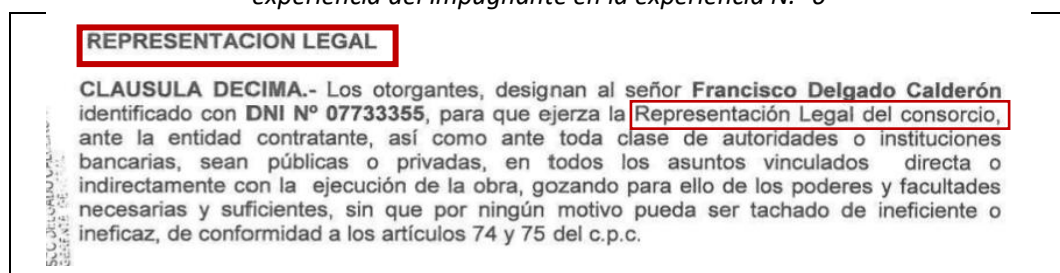 experiencia del impugnante en la experiencia N.° 6
REPRESENTACION LEGAL
CLAUSULA DECIMA.- Los otorgantes, designan al señor Francisco Delgado Calderón
identificado con DNI Nº 07733355, para que ejerza la Representación Legal del consorcio,
ante la entidad contratante, así como ante toda clase de autoridades o instituciones
bancarias, sean públicas o privadas, en todos los asuntos vinculados directa o
indirectamente con la ejecución de la obra, gozando para ello de los poderes y facultades
necesarias y suficientes, sin que por ningún motivo pueda ser tachado de ineficiente o
ineficaz, de conformidad a los artículos 74 y 75 del c.p.c.